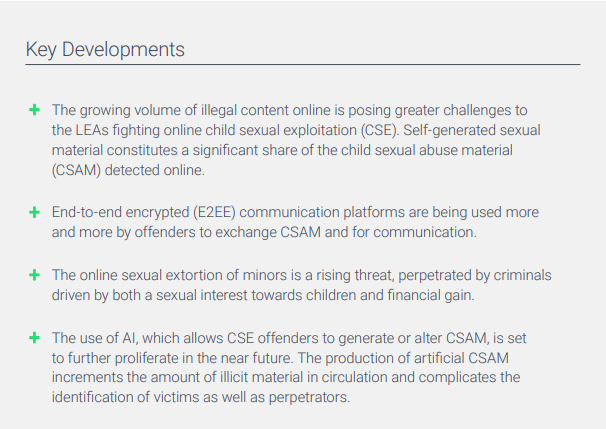 Key Developments
The growing volume of illegal content online is posing greater challenges to
the LEAs fighting online child sexual exploitation (CSE). Self-generated sexual
material constitutes a significant share of the child sexual abuse material
(CSAM) detected online.
End-to-end encrypted (E2EE) communication platforms are being used more
and more by offenders to exchange CSAM and for communication.
The online sexual extortion of minors is a rising threat, perpetrated by criminals
driven by both a sexual interest towards children and financial gain.
The use of AI, which allows CSE offenders to generate or alter CSAM, is set
to further proliferate in the near future. The production of artificial CSAM
increments the amount of illicit material in circulation and complicates the
identification of victims as well as perpetrators.